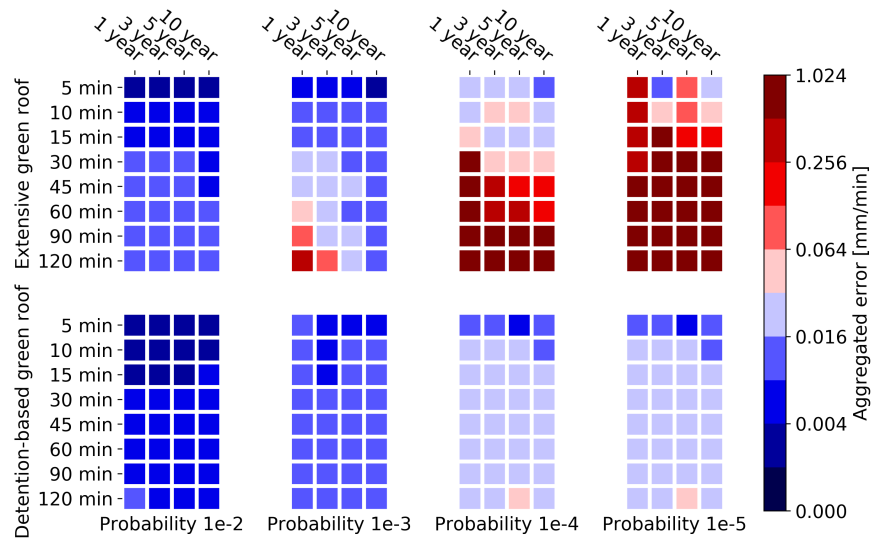 1 year 3 year 5 year 10 year
1 year 3 year 5 year 10 year
1 year 3 year 5 year 10 year
1 year 3 year 5 year 10 year
Extensive green roof
5 min
10 min
15 min
30 min
45 min
60 min
90 min
120 min
Detention-based green roof
5 min
10 min
15 min
30 min
45 min
60 min
90 min
120 min
Probability 1e-2
Probability 1e-3
Probability 1e-4
Probability 1e-5
1.024
0.256
0.064
0.016
0.004
0.000
Aggregated error [mm/min]